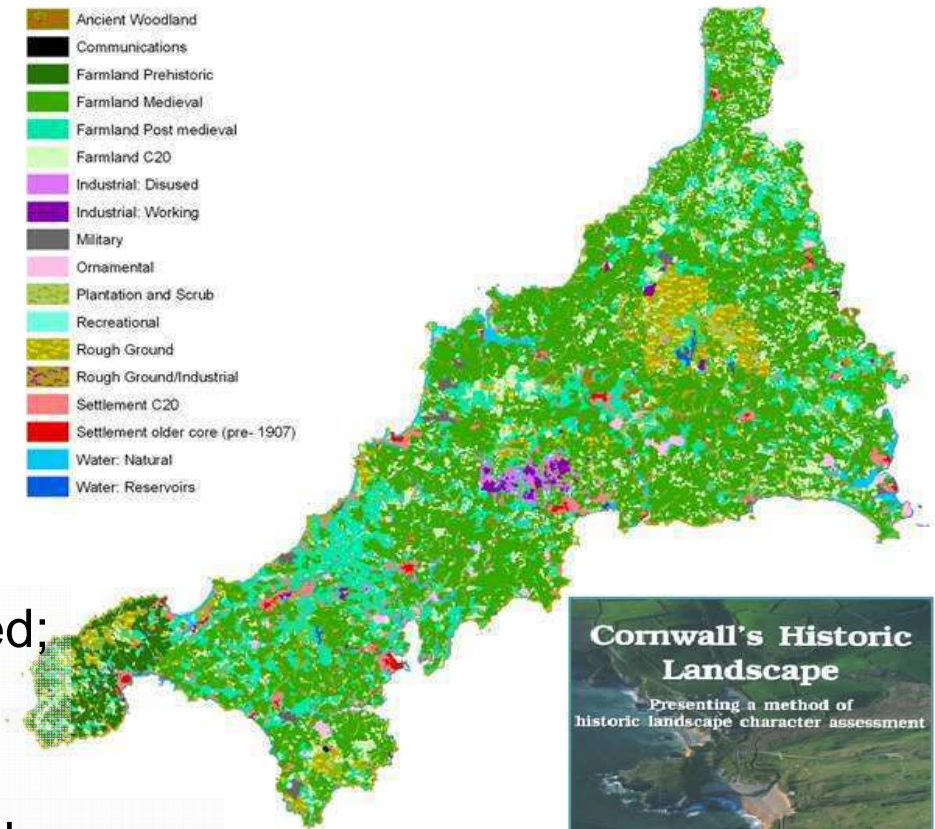 Ancient Woodland
Communications
Farmland Prehistoric
Farmland Medieval
Farmland Post medieval
Farmland C20
Industrial: Disused
Industrial: Working
Military
Ornamental
Plantation and Scrub
Recreational
Rough Ground
Rough Ground/Industrial
Settlement C20
Settlement older core (pre- 1907)
Water: Natural
Water: Reservoirs
ed;
Cornwall's Historic
Landscape
Presenting a method of
historic landscape character assessment